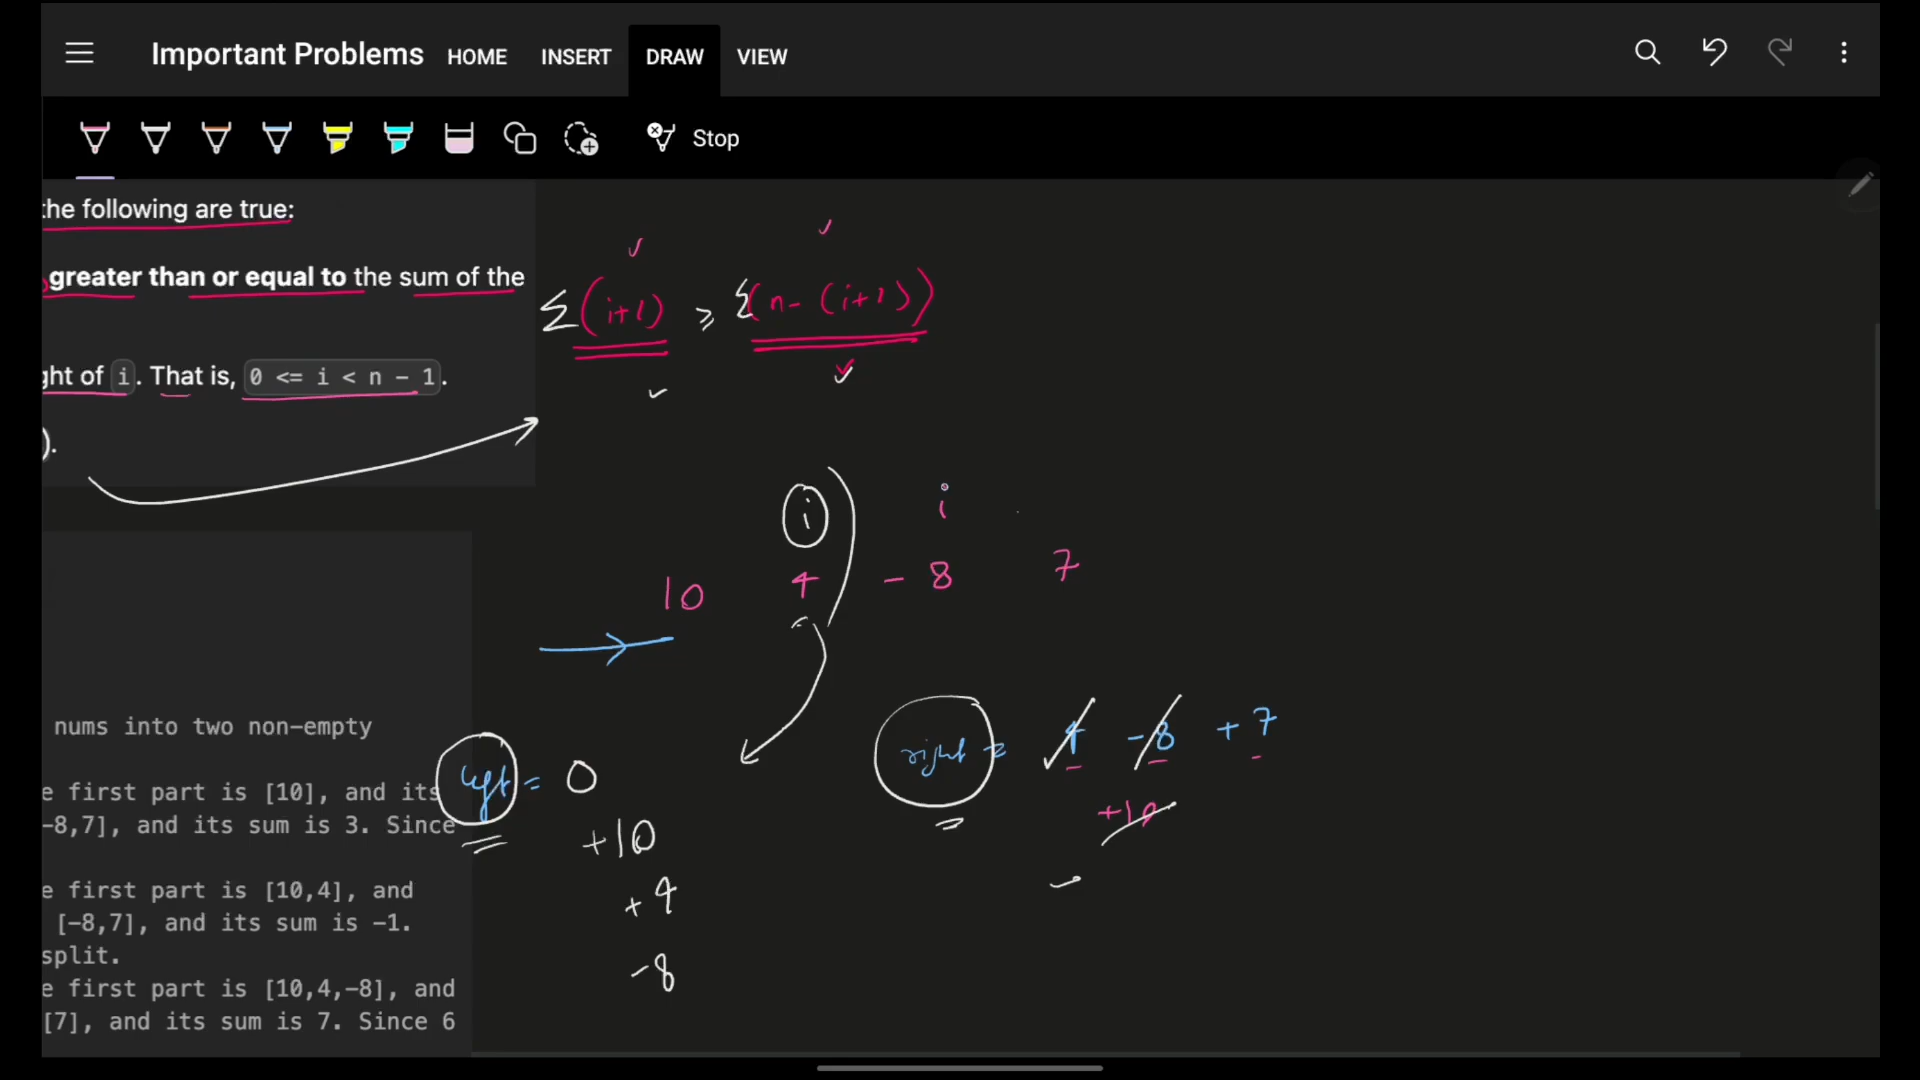 Important Problems HOME INSERT DRAW VIEW
Stop
the following are true:
greater than or equal to the sum of the
Σ(i+1) ≥ Σ(n-(i+1))
ght of i. That is, 0 <= i < n - 1.
).
i i
10 4 -8 7
nums into two non-empty
right = 4 -8 +7
left = 0
e first part is [10], and its
+10
-8,7], and its sum is 3. Since
+10
e first part is [10,4], and
+4
[-8,7], and its sum is -1.
split.
-8
e first part is [10,4,-8], and
[7], and its sum is 7. Since 6